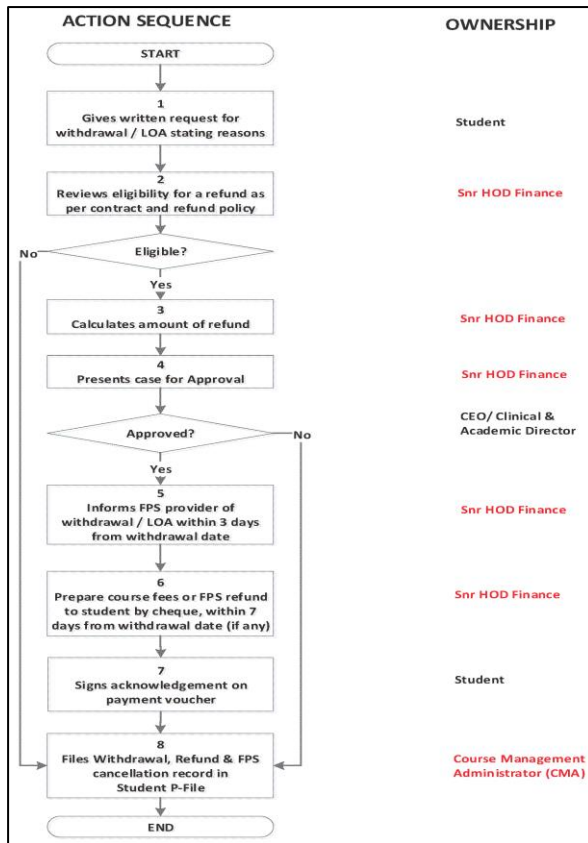 ACTION SEQUENCE
OWNERSHIP
START
1
Gives written request for
withdrawal / LOA stating reasons
Student
2
Reviews eligibility for a refund as
per contract and refund policy
Snr HOD Finance
Eligible?
No
Yes
3
Calculates amount of refund
Snr HOD Finance
4
Presents case for Approval
Snr HOD Finance
CEO/ Clinical &
Academic Director
Approved?
No
Yes
5
Informs FPS provider of
withdrawal / LOA within 3 days
from withdrawal date
Snr HOD Finance
6
Prepare course fees or FPS refund
to student by cheque, within 7
days from withdrawal date (if any)
Snr HOD Finance
7
Signs acknowledgement on
payment voucher
Student
8
Files Withdrawal, Refund & FPS
cancellation record in
Student P-File
Course Management
Administrator (CMA)
END